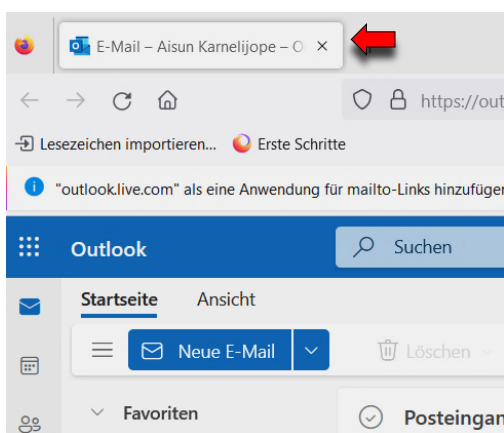 E-Mail – Aisun Karnelijope – O
https://out
Lesezeichen importieren... Erste Schritte
"outlook.live.com" als eine Anwendung für mailto-Links hinzufüger
Outlook Suchen
Startseite Ansicht
Neue E-Mail Löschen
Favoriten Posteingan